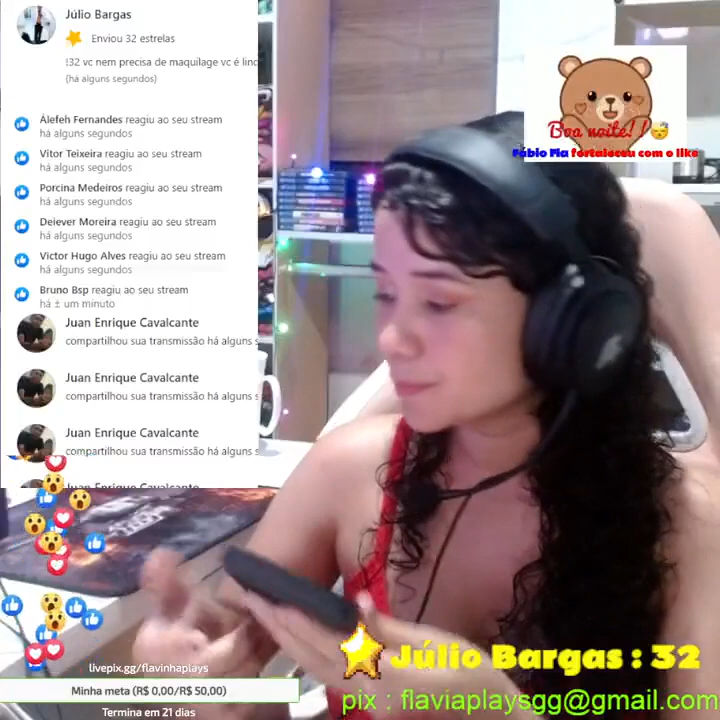 Júlio Bargas
Enviou 32 estrelas
!32 vc nem precisa de maquilage vc é lind
(há alguns segundos)
Álefeh Fernandes reagiu ao seu stream
há alguns segundos
Vitor Teixeira reagiu ao seu stream
há alguns segundos
Porcina Medeiros reagiu ao seu stream
há alguns segundos
Deiever Moreira reagiu ao seu stream
há alguns segundos
Victor Hugo Alves reagiu ao seu stream
há alguns segundos
Bruno Bsp reagiu ao seu stream
há ± um minuto
Juan Enrique Cavalcante
compartilhou sua transmissão há alguns s
Juan Enrique Cavalcante
compartilhou sua transmissão há alguns s
Juan Enrique Cavalcante
compartilhou sua transmissão há alguns s
Juan Enrique Cavalcante
Boa noite!!
Fábio Pia fortaleceu com o like
Júlio Bargas : 32
livepix.gg/flavinhaplays
Minha meta (R$ 0,00/R$ 50,00)
Termina em 21 dias
pix : flaviaplaysgg@gmail.com